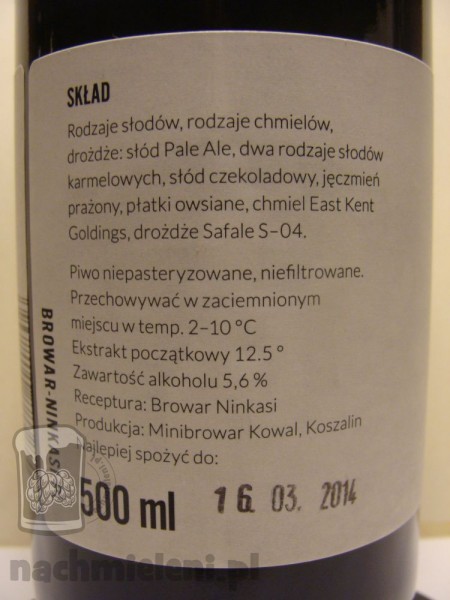 SKŁAD
Rodzaje słodów, rodzaje chmielów,
drożdże: słód Pale Ale, dwa rodzaje słodów
karmelowych, słód czekoladowy, jęczmień
prażony, płatki owsiane, chmiel East Kent
Goldings, drożdże Safale S–04.
Piwo niepasteryzowane, niefiltrowane.
Przechowywać w zaciemnionym
miejscu w temp. 2–10 °C
Ekstrakt początkowy 12.5 °
Zawartość alkoholu 5,6 %
Receptura: Browar Ninkasi
Produkcja: Minibrowar Kowal, Koszalin
Najlepiej spożyć do:
500 ml 16. 03. 2014
BROWAR-NINKASI
nachmieleni.pl